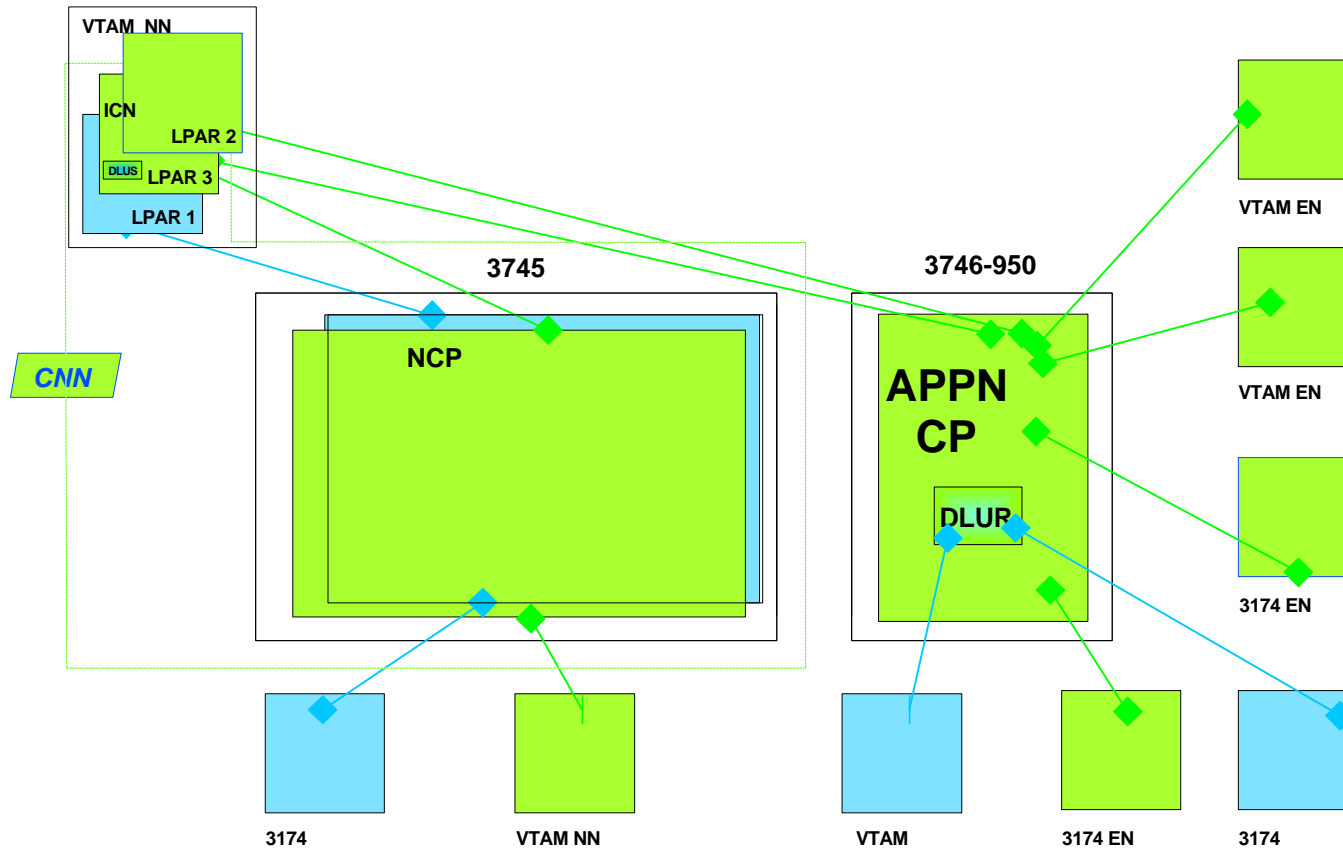 VTAM NN
ICN
LPAR 2
DLUS
LPAR 3
LPAR 1
3745
3746-950
VTAM EN
NCP
CNN
APPN
CP
VTAM EN
DLUR
3174 EN
3174
VTAM NN
VTAM
3174 EN
3174